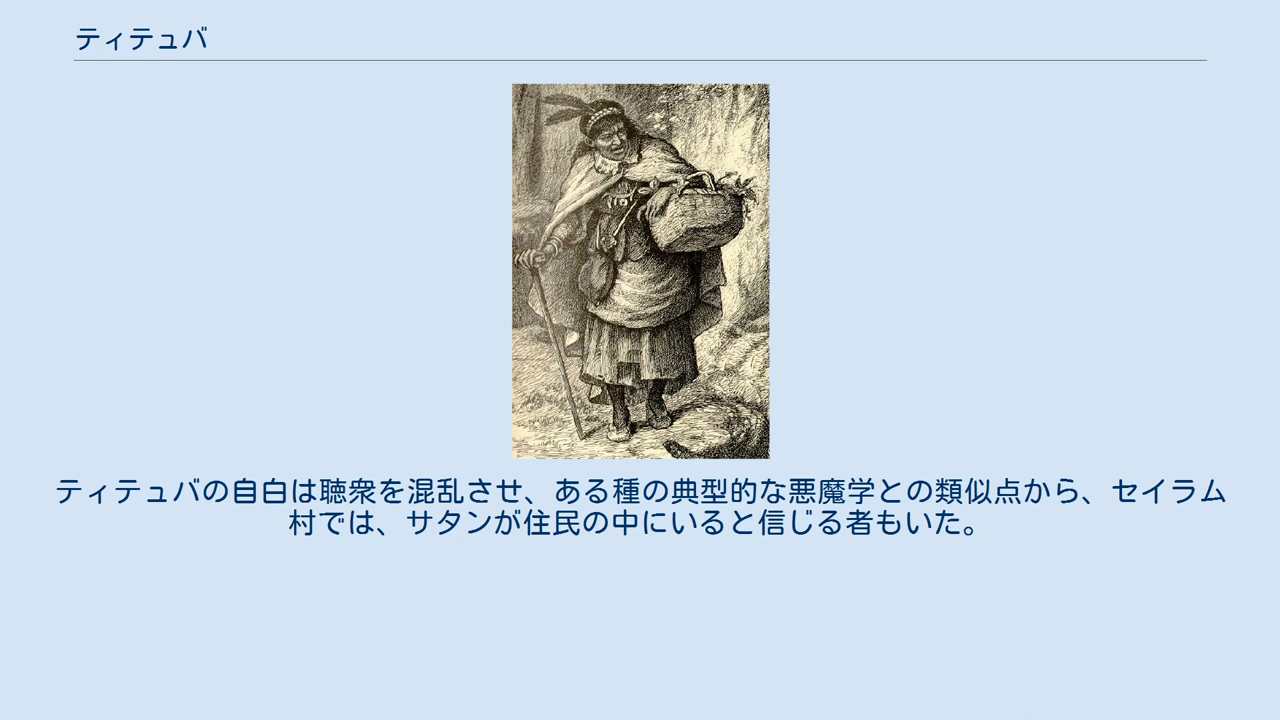 ティテュバ
ティテュバの自白は聴衆を混乱させ、ある種の典型的な悪魔学との類似点から、セイラム
村では、サタンが住民の中にいると信じる者もいた。